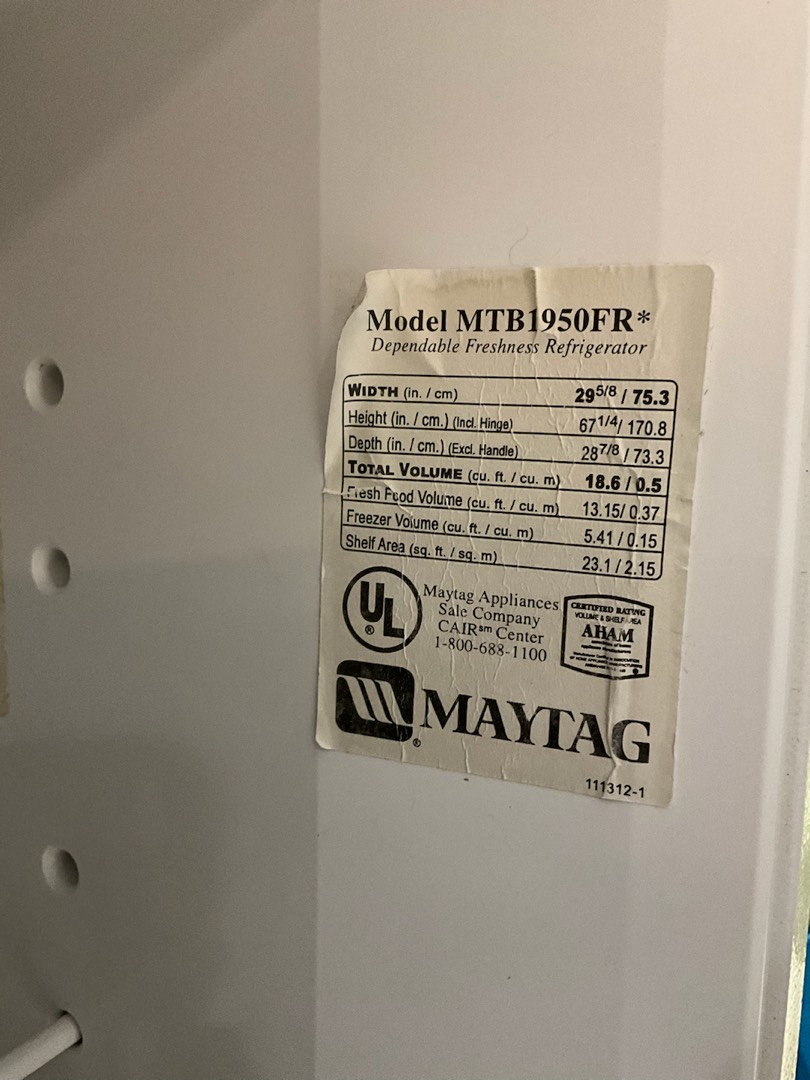 Model MTB1950FR*
Dependable Freshness Refrigerator
WIDTH (in. / cm) 29 5/8 / 75.3
Height (in. / cm.) (Incl. Hinge) 67 1/4 / 170.8
Depth (in. / cm.) (Excl. Handle) 28 7/8 / 73.3
TOTAL VOLUME (cu. ft. / cu. m) 18.6 / 0.5
Fresh Food Volume (cu. ft. / cu. m) 13.15/ 0.37
Freezer Volume (cu. ft. / cu. m) 5.41 / 0.15
Shelf Area (sq. ft. / sq. m) 23.1 / 2.15
UL ®
Maytag Appliances
Sale Company
CAIR℠ Center
1-800-688-1100
CERTIFIED RATING
VOLUME & SHELF AREA
AHAM
MAYTAG
®
111312-1